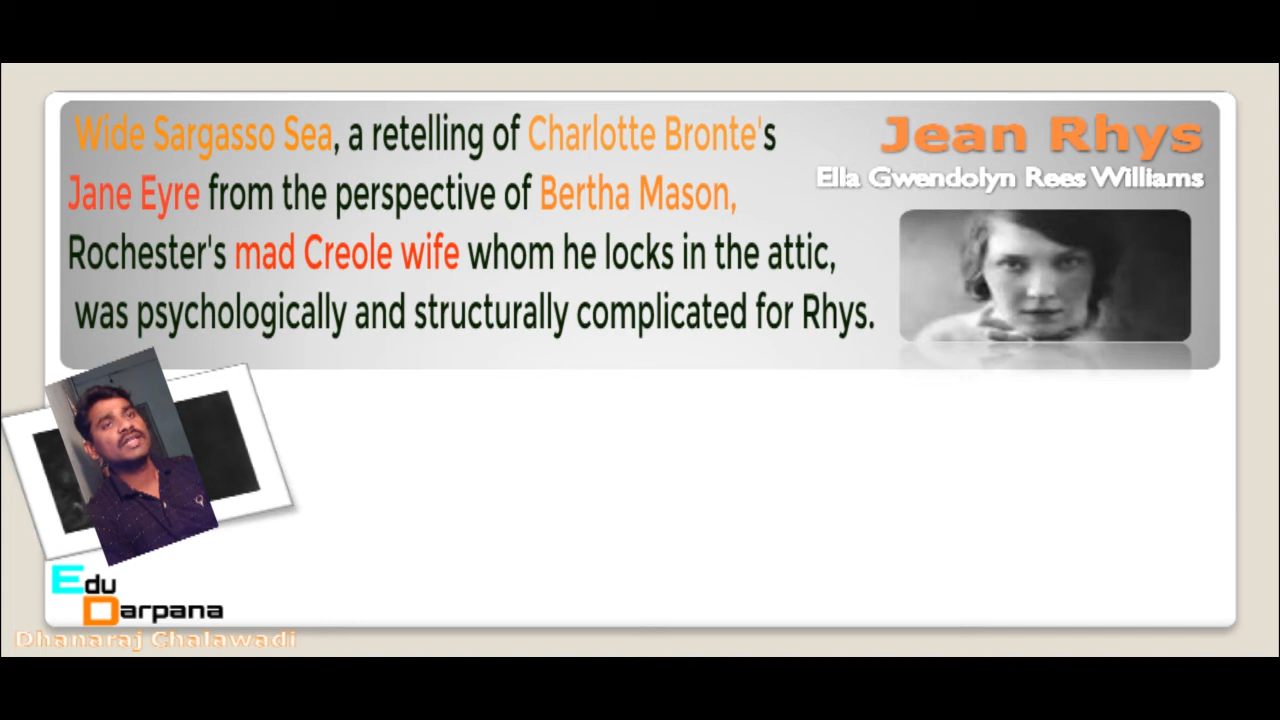 Wide Sargasso Sea, a retelling of Charlotte Bronte's
Jane Eyre from the perspective of Bertha Mason,
Rochester's mad Creole wife whom he locks in the attic,
was psychologically and structurally complicated for Rhys.
Jean Rhys
Ella Gwendolyn Rees Williams
Edu
Darpana
Dhanaraj Chalawadi